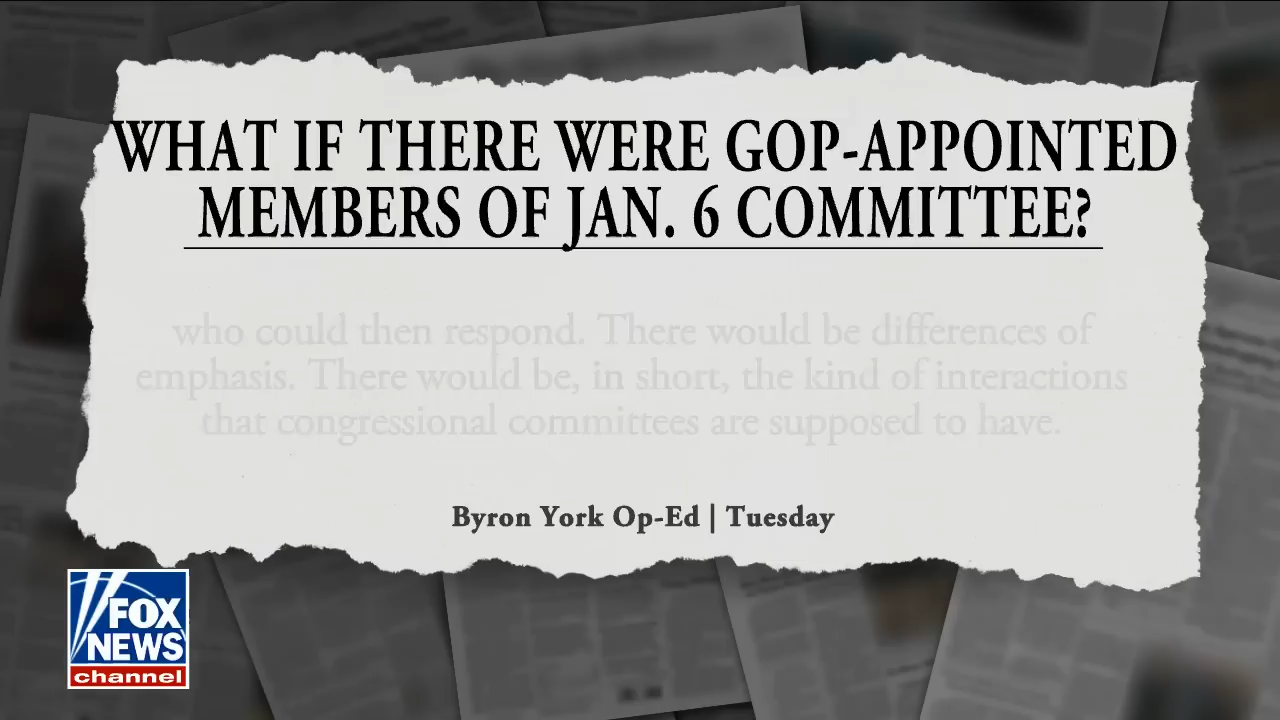 WHAT IF THERE WERE GOP-APPOINTED
MEMBERS OF JAN. 6 COMMITTEE?
who could then respond. There would be differences of
emphasis. There would be, in short, the kind of interactions
that congressional committees are supposed to have.
Byron York Op-Ed | Tuesday
FOX
NEWS
channel